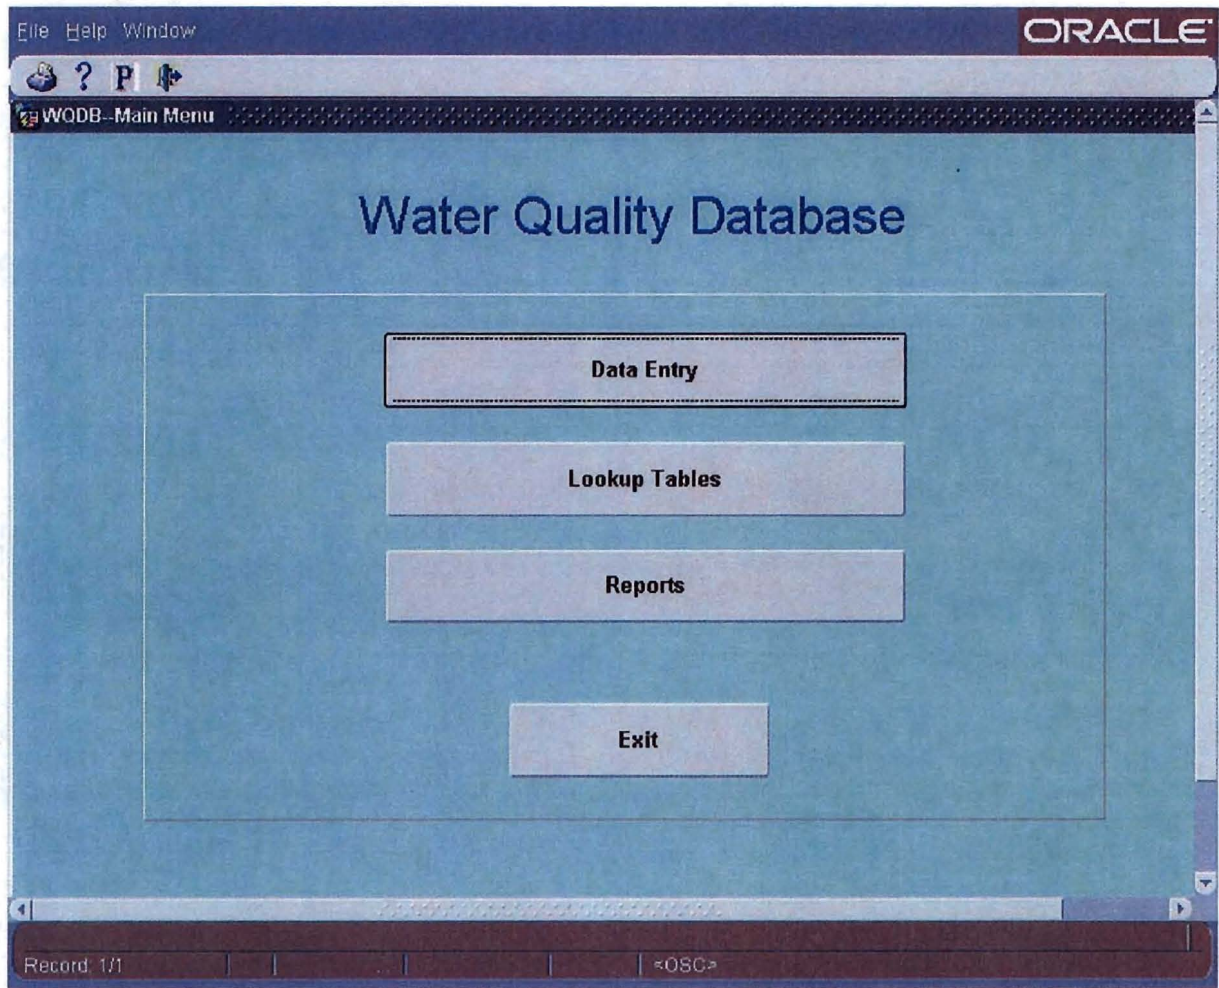 File Help Window
ORACLE
? P
WQDB--Main Menu
Water Quality Database
Data Entry
Lookup Tables
Reports
Exit
Record: 1/1 ... <OSC>